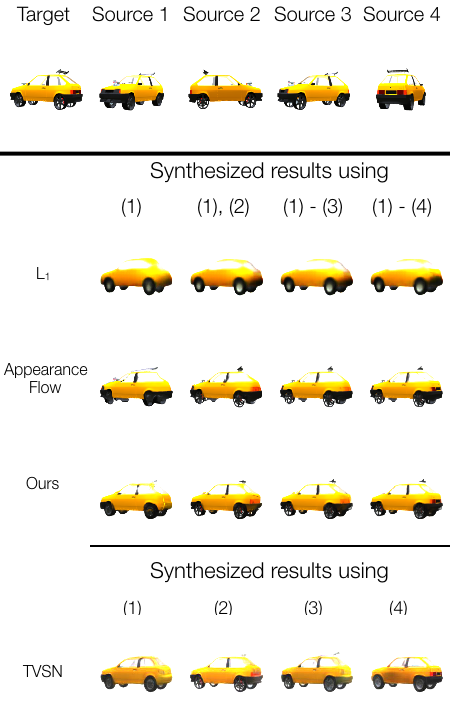 Target Source 1 Source 2 Source 3 Source 4
Synthesized results using
(1) (1), (2) (1) - (3) (1) - (4)
L₁
Appearance
Flow
Ours
Synthesized results using
(1) (2) (3) (4)
TVSN